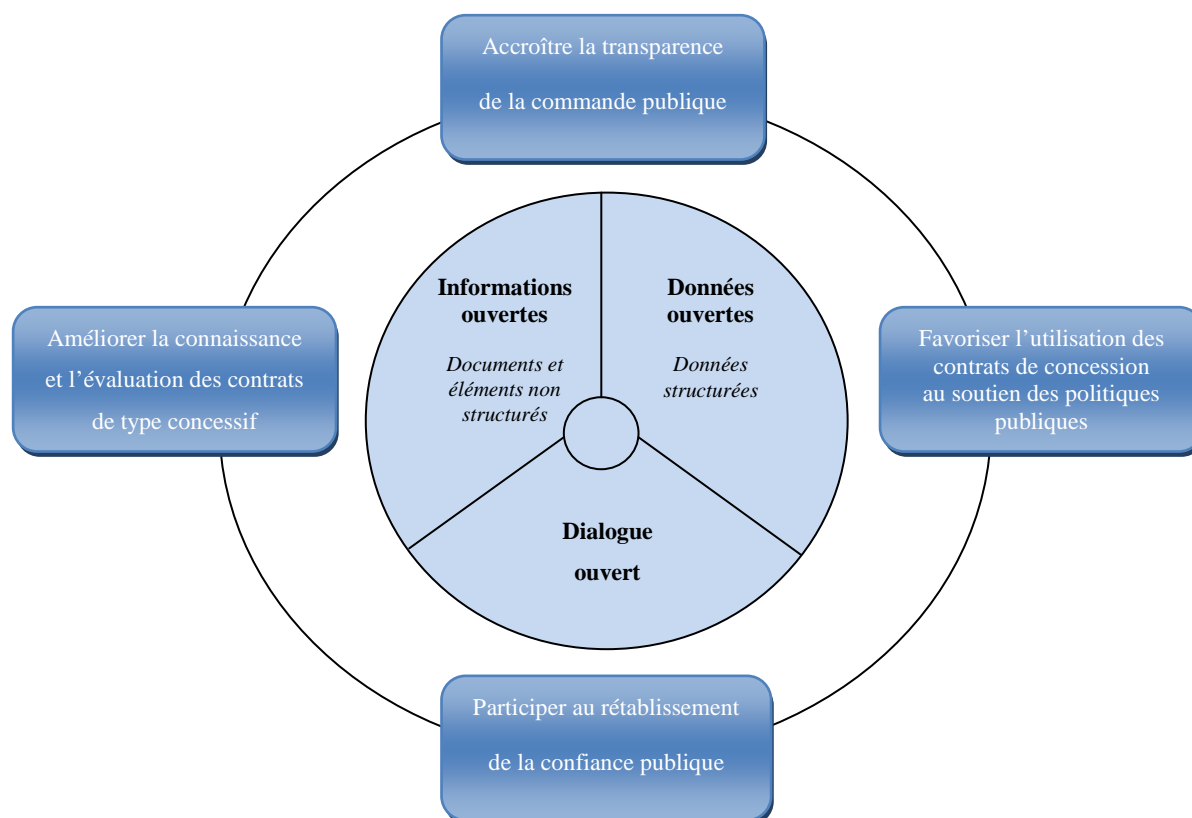 Accroître la transparence
de la commande publique
Informations
ouvertes
Documents et
éléments non
structurés
Données
ouvertes
Données
structurées
Améliorer la connaissance
et l’évaluation des contrats
de type concessif
Favoriser l’utilisation des
contrats de concession
au soutien des politiques
publiques
Dialogue
ouvert
Participer au rétablissement
de la confiance publique